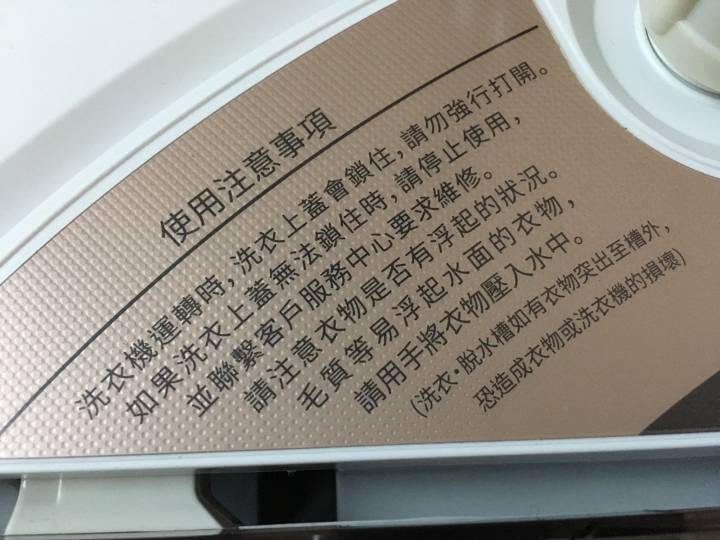 使用注意事項
洗衣機運轉時，洗衣上蓋會鎖住，請勿強行打開。
如果洗衣上蓋無法鎖住時，請停止使用，
並聯繫客戶服務中心要求維修。
請注意衣物是否有浮起的狀況。
毛質等易浮起水面的衣物，
請用手將衣物壓入水中。
(洗衣・脫水槽如有衣物突出至槽外，
恐造成衣物或洗衣機的損壞)